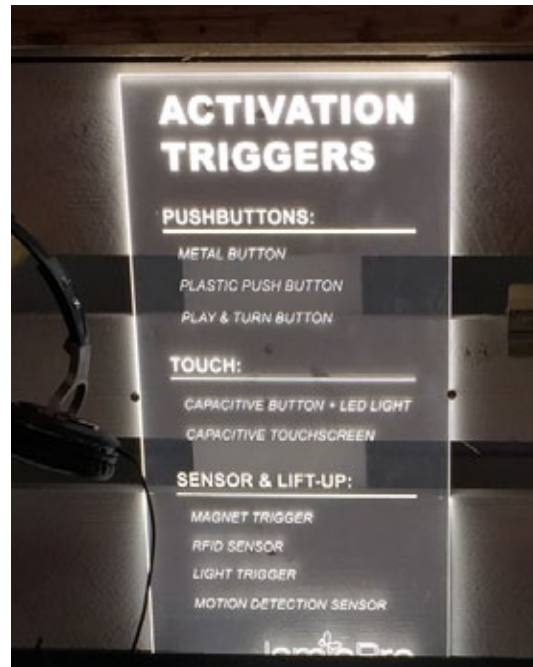 ACTIVATION
TRIGGERS
PUSHBUTTONS:
METAL BUTTON
PLASTIC PUSH BUTTON
PLAY & TURN BUTTON
TOUCH:
CAPACITIVE BUTTON + LED LIGHT
CAPACITIVE TOUCHSCREEN
SENSOR & LIFT-UP:
MAGNET TRIGGER
RFID SENSOR
LIGHT TRIGGER
MOTION DETECTION SENSOR